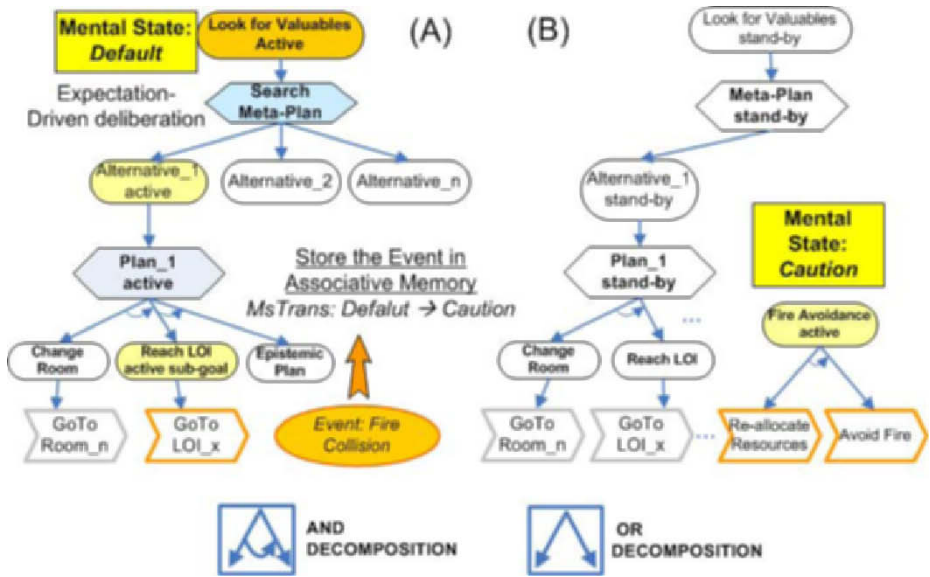 Mental State:
Default
Look for Valuables
Active
(A)
Expectation-
Driven deliberation
Search
Meta-Plan
Alternative_1
active
Alternative_2
Alternative_n
Plan_1
active
Store the Event in
Associative Memory
MsTrans: Defalut → Caution
Change
Room
Reach LOI
active sub-goal
Epistemic
Plan
GoTo
Room_n
GoTo
LOI_x
Event: Fire
Collision
(B)
Look for Valuables
stand-by
Meta-Plan
stand-by
Alternative_1
stand-by
Mental
State:
Caution
Plan_1
stand-by
...
Fire Avoidance
active
Change
Room
Reach LOI
GoTo
Room_n
GoTo
LOI_x
...
Re-allocate
Resources
Avoid Fire
AND
DECOMPOSITION
OR
DECOMPOSITION